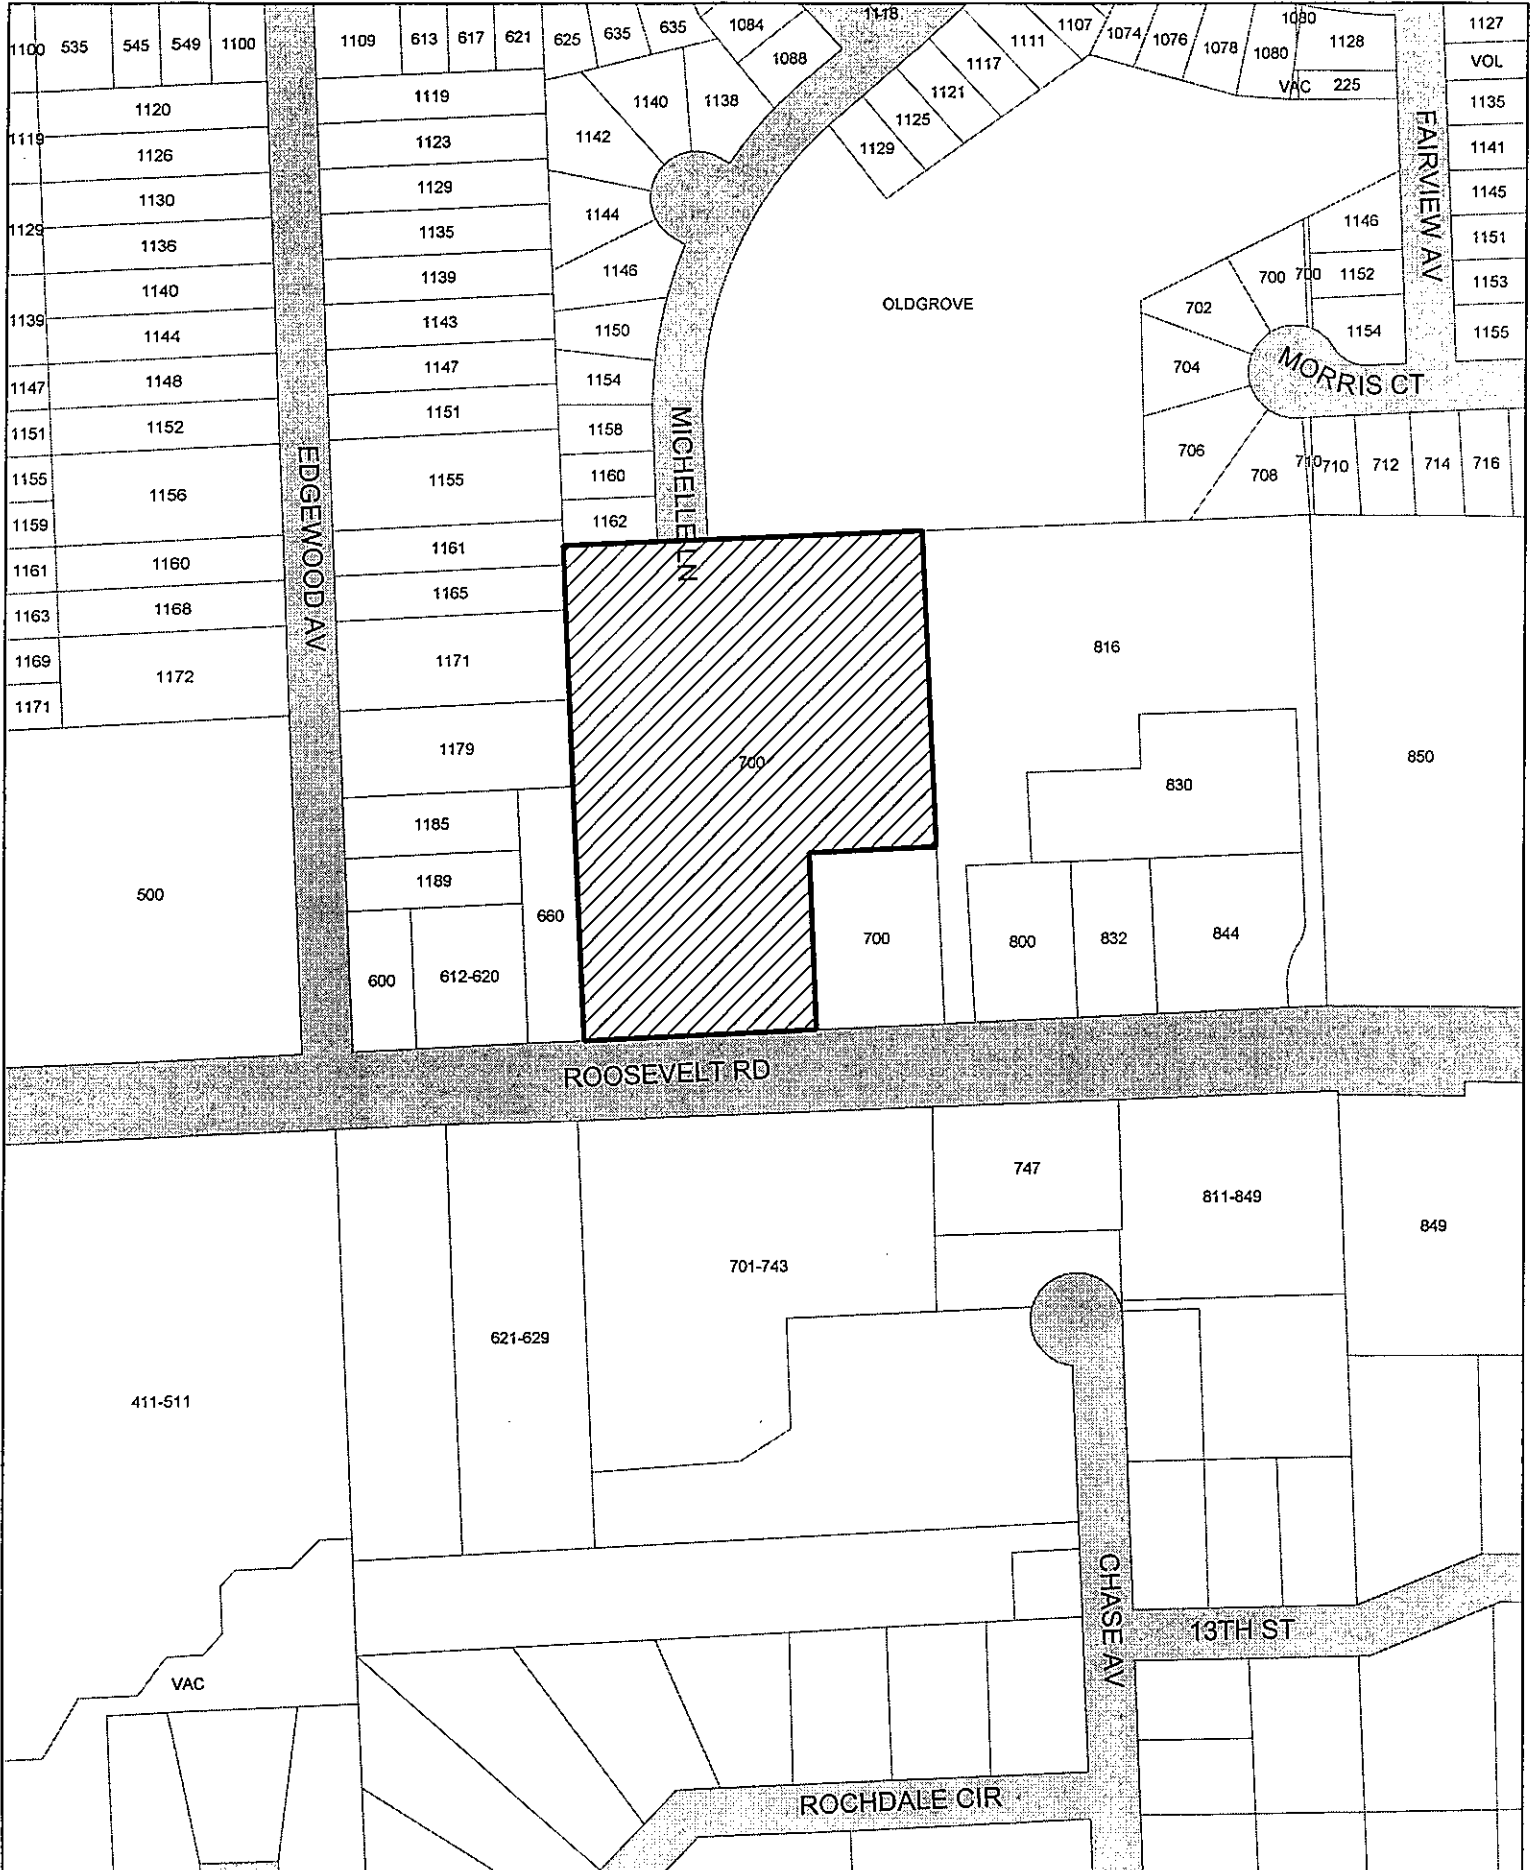 1100 535 545 549 1100 1109 613 617 621 625 635 635 1084 1118 1107 1074 1076 1078 1080 1080 1128 1127
1088 1111 1117 VOL
1120 1119 1140 1138 1121 VAC 225 1135
1119 1126 1123 1142 1125 1129 1141
FAIRVIEW AV
1130 1129 1144 1145
1129 1136 1135 1146 1151
1140 1139 1146 700 700 1152 1153
1139 1144 1143 1150 OLDGROVE 702 1154 1155
1147 1148 1147 1154 704 MORRIS CT
1151 1152 1151 1158
MICHELLE LN
EDGEWOOD AV
1155 1156 1155 1160 706 708 710 710 712 714 716
1159 1162
1161 1160 1161
1163 1168 1165
1169 1172 1171 816
1171
1179 700 830 850
1185
500 1189 660 700 800 832 844
600 612-620
ROOSEVELT RD
747 811-849
701-743 849
621-629
411-511
CHASE AV
13TH ST
VAC
ROCHDALE CIR